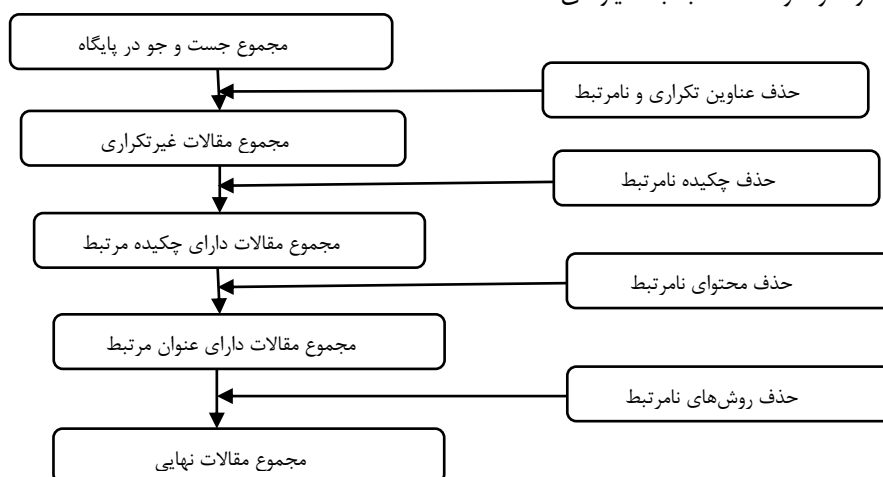 مجموع جست و جو در پایگاه
حذف عناوین تکراری و نامرتبط
مجموع مقالات غیرتکراری
حذف چکیده نامرتبط
مجموع مقالات دارای چکیده مرتبط
حذف محتوای نامرتبط
مجموع مقالات دارای عنوان مرتبط
حذف روش‌های نامرتبط
مجموع مقالات نهایی